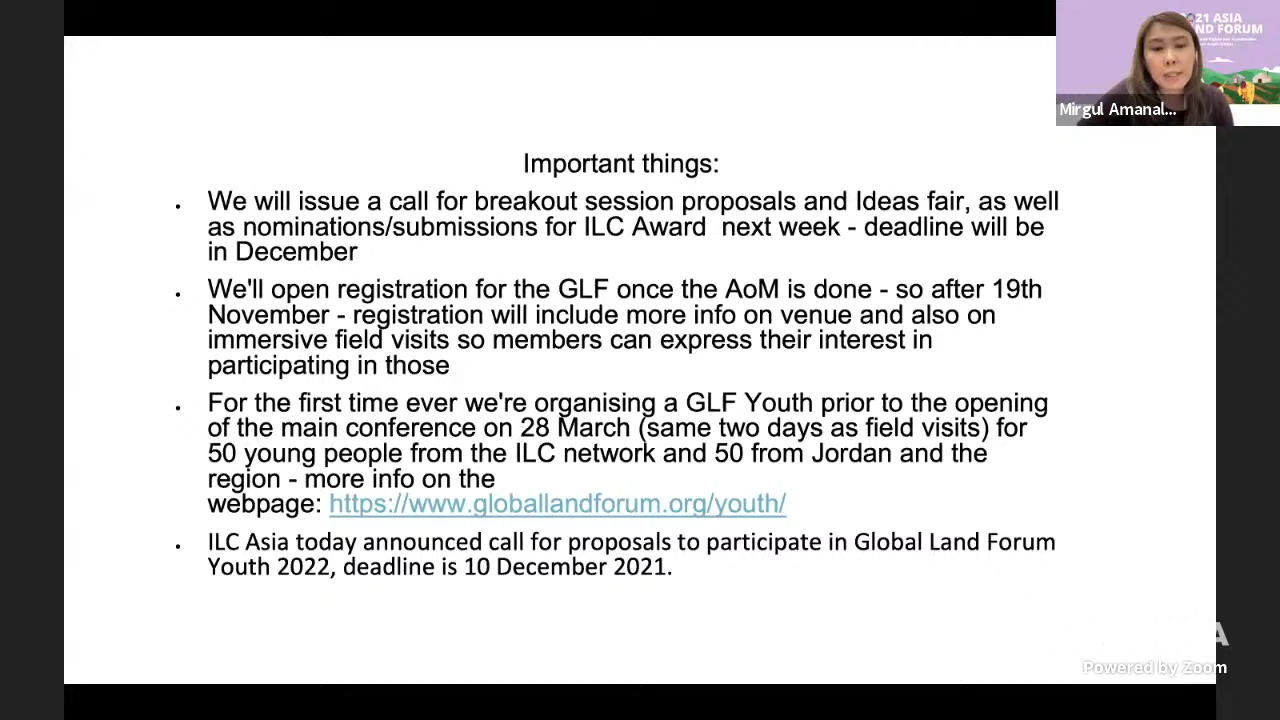 21 ASIA
ND FORUM
Mirgul Amanal...
Important things:
• We will issue a call for breakout session proposals and Ideas fair, as well
as nominations/submissions for ILC Award next week - deadline will be
in December
• We'll open registration for the GLF once the AoM is done - so after 19th
November - registration will include more info on venue and also on
immersive field visits so members can express their interest in
participating in those
• For the first time ever we're organising a GLF Youth prior to the opening
of the main conference on 28 March (same two days as field visits) for
50 young people from the ILC network and 50 from Jordan and the
region - more info on the
webpage: https://www.globallandforum.org/youth/
• ILC Asia today announced call for proposals to participate in Global Land Forum
Youth 2022, deadline is 10 December 2021.
A
Powered by Zoom